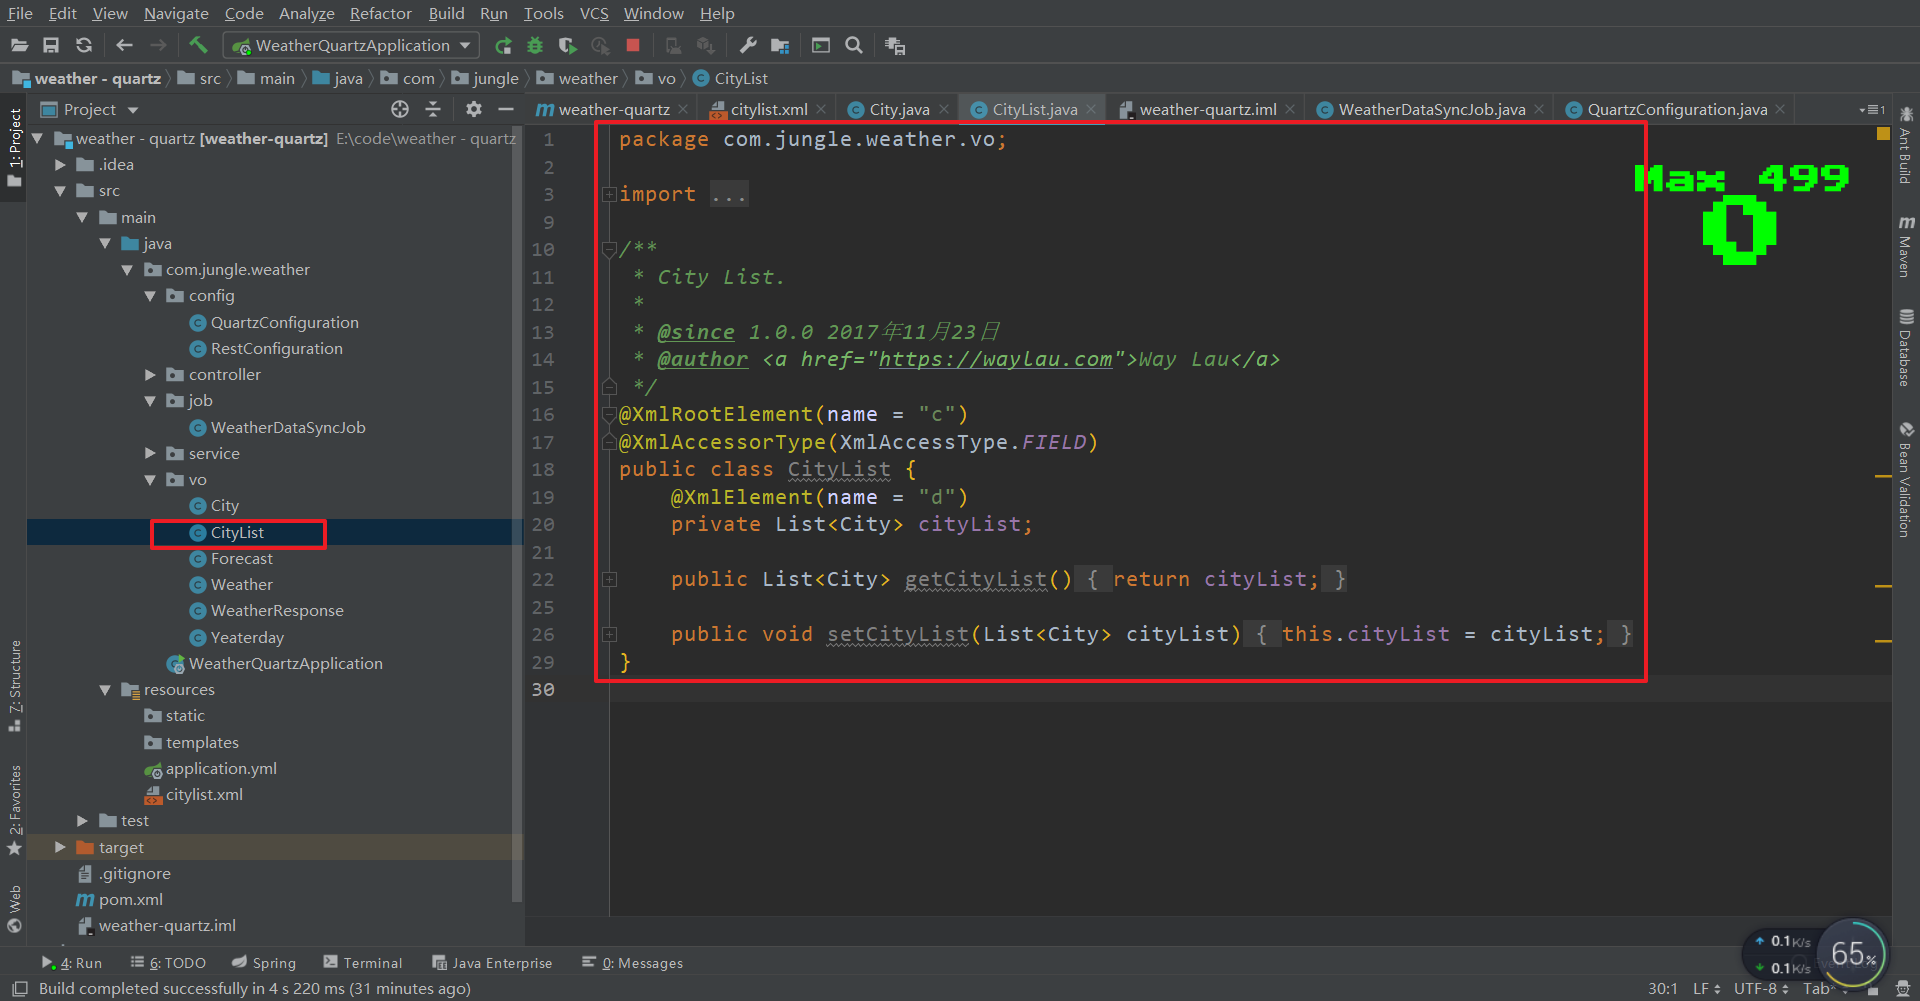 File Edit View Navigate Code Analyze Refactor Build Run Tools VCS Window Help
WeatherQuartzApplication
weather - quartz src main java com jungle weather vo CityList
Project
weather-quartz citylist.xml City.java CityList.java weather-quartz.iml WeatherDataSyncJob.java QuartzConfiguration.java 1
1: Project
7: Structure
2: Favorites
Web
weather - quartz [weather-quartz] E:\code\weather - quartz
.idea
src
main
java
com.jungle.weather
config
QuartzConfiguration
RestConfiguration
controller
job
WeatherDataSyncJob
service
vo
City
CityList
Forecast
Weather
WeatherResponse
Yeaterday
WeatherQuartzApplication
resources
static
templates
application.yml
citylist.xml
test
target
.gitignore
pom.xml
weather-quartz.iml
1 package com.jungle.weather.vo;
2
3 import ...
9
10 /**
11 * City List.
12 *
13 * @since 1.0.0 2017年11月23日
14 * @author <a href="https://waylau.com">Way Lau</a>
15 */
16 @XmlRootElement(name = "c")
17 @XmlAccessorType(XmlAccessType.FIELD)
18 public class CityList {
19 @XmlElement(name = "d")
20 private List<City> cityList;
21
22 public List<City> getCityList() { return cityList; }
25
26 public void setCityList(List<City> cityList) { this.cityList = cityList; }
29 }
30
Max 499
0
Ant Build
Maven
Database
Bean Validation
4: Run 6: TODO Spring Terminal Java Enterprise 0: Messages
0.1K/s
0.1K/s
65%
Build completed successfully in 4 s 220 ms (31 minutes ago) 30:1 LF UTF-8 Tab